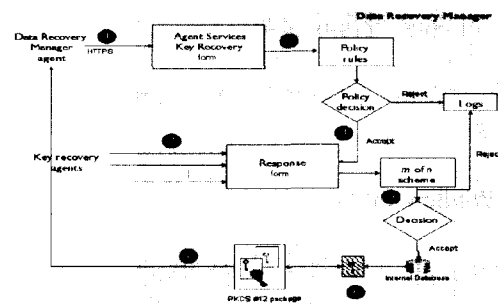 Data Recovery Manager
Data Recovery
Manager
agent
HTTPS
Agent Services
Key Recovery
form
Policy
rules
Policy
decision
Reject
Logs
Accept
Key recovery
agents
Response
form
m of n
scheme
Reject
Decision
Accept
Internal Database
PKCS #12 package